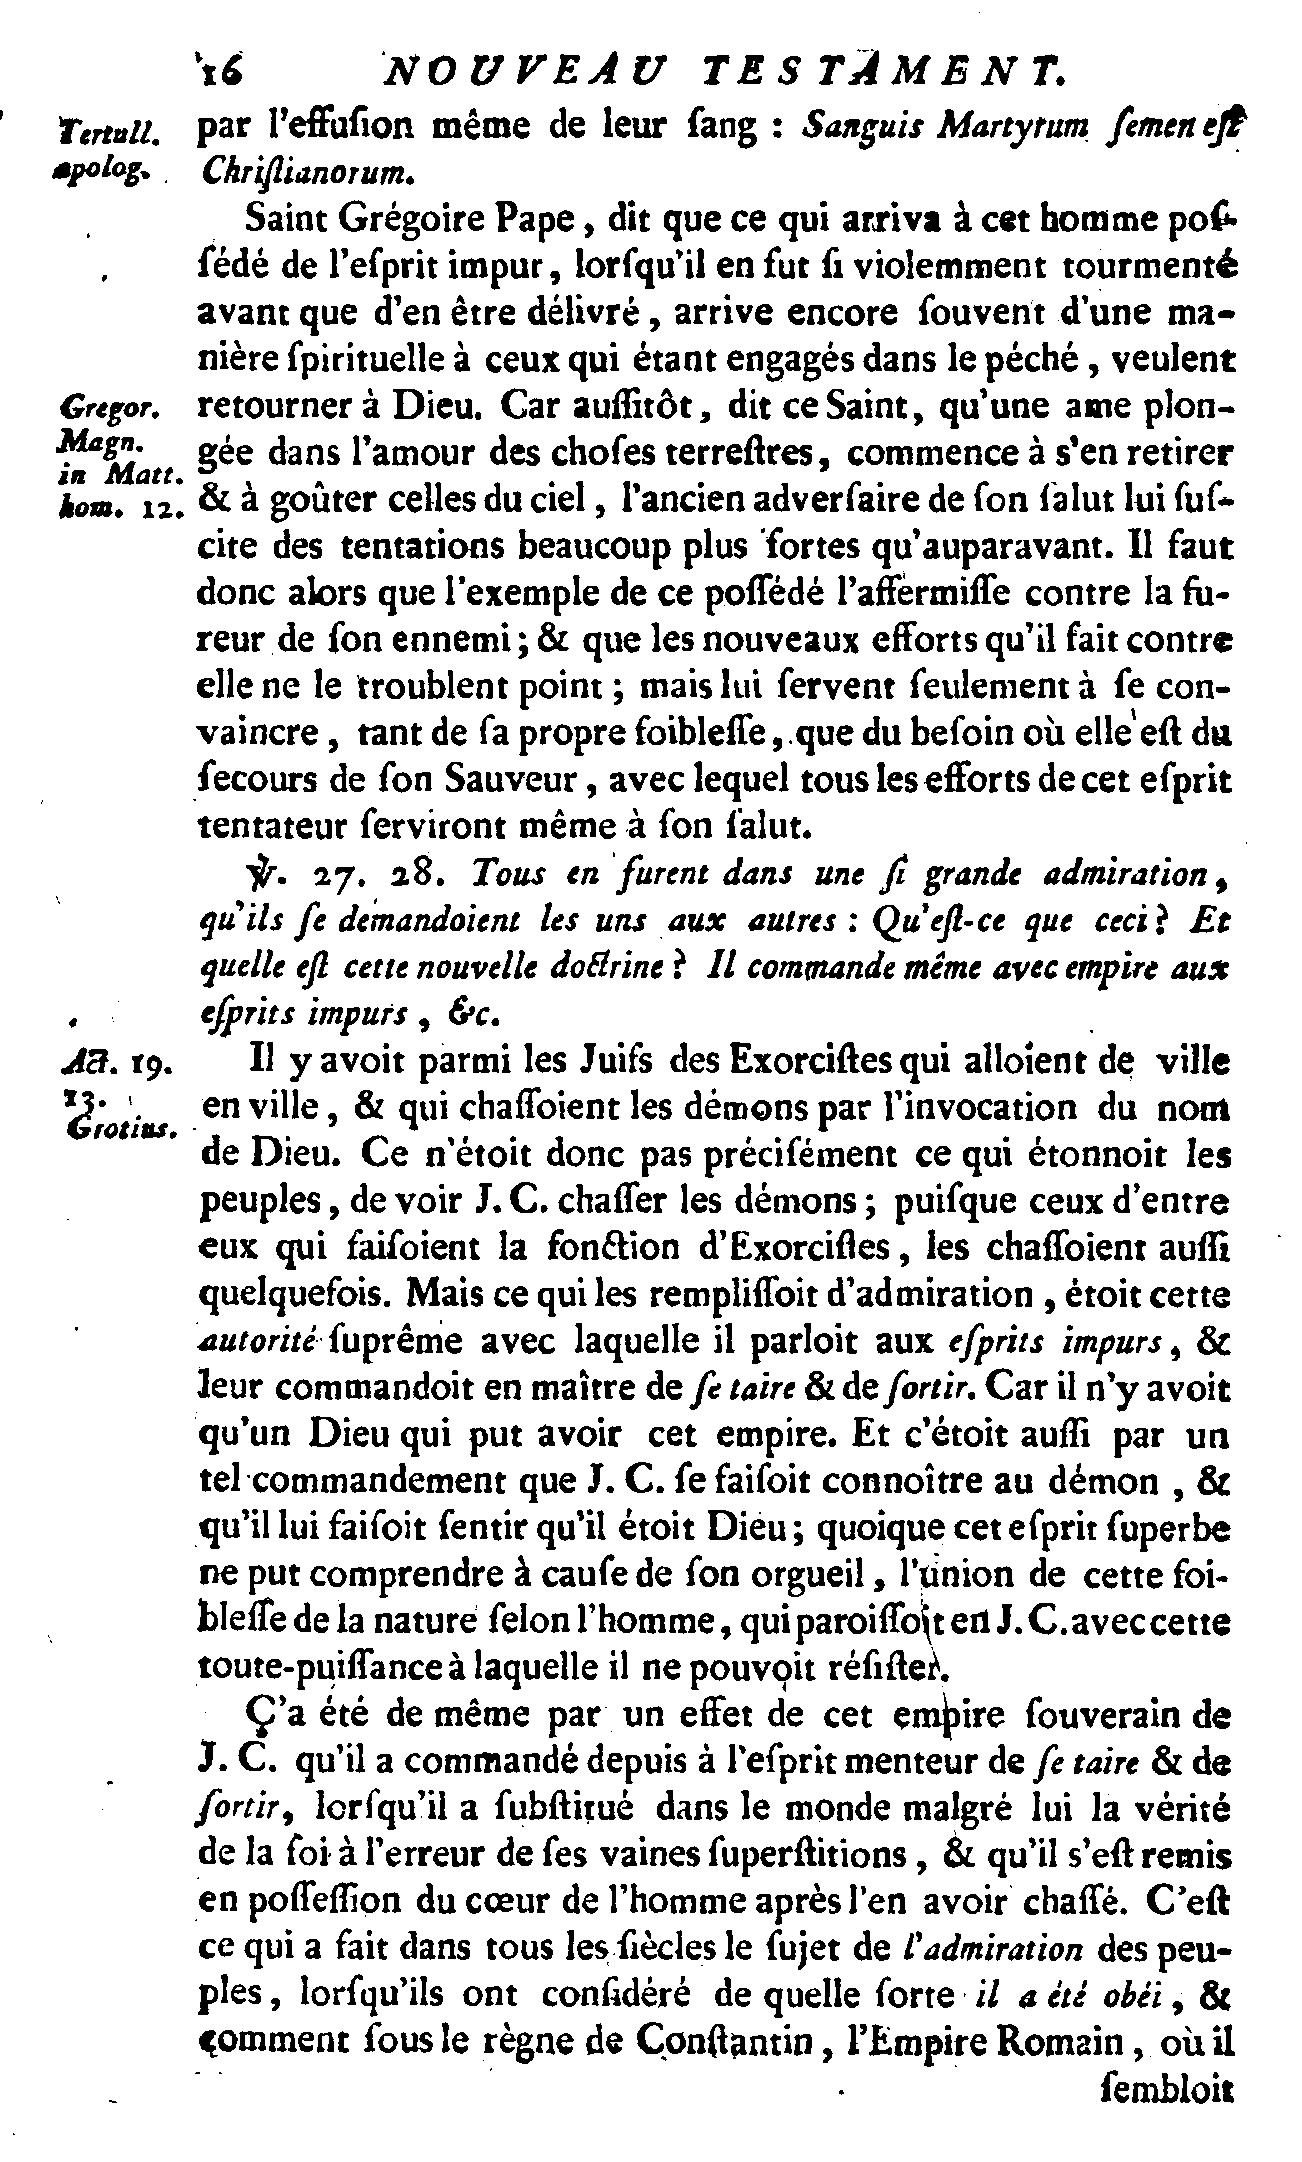 16 NOUVEAU TESTAMENT.
Tertull.
apolog.
par l'effuſion même de leur ſang : Sanguis Martyrum ſemen eſt
Chriſtianorum.
Saint Grégoire Pape, dit que ce qui arriva à cet homme poſ-
ſédé de l'eſprit impur, lorſqu'il en fut ſi violemment tourmenté
avant que d'en être délivré, arrive encore ſouvent d'une ma-
nière ſpirituelle à ceux qui étant engagés dans le péché, veulent
Gregor.
Magn.
in Matt.
hom. 12.
retourner à Dieu. Car auſſitôt, dit ce Saint, qu'une ame plon-
gée dans l'amour des choſes terreſtres, commence à s'en retirer
& à goûter celles du ciel, l'ancien adverſaire de ſon ſalut lui ſuſ-
cite des tentations beaucoup plus fortes qu'auparavant. Il faut
donc alors que l'exemple de ce poſſédé l'affermiſſe contre la fu-
reur de ſon ennemi; & que les nouveaux efforts qu'il fait contre
elle ne le troublent point; mais lui ſervent ſeulement à ſe con-
vaincre, tant de ſa propre foibleſſe, que du beſoin où elle eſt du
ſecours de ſon Sauveur, avec lequel tous les efforts de cet eſprit
tentateur ſerviront même à ſon ſalut.
℣. 27. 28. Tous en furent dans une ſi grande admiration,
qu'ils ſe demandoient les uns aux autres : Qu'eſt-ce que ceci ? Et
quelle eſt cette nouvelle doctrine ? Il commande même avec empire aux
eſprits impurs, &c.
Act. 19.
13.
Grotius.
Il y avoit parmi les Juifs des Exorciſtes qui alloient de ville
en ville, & qui chaſſoient les démons par l'invocation du nom
de Dieu. Ce n'étoit donc pas préciſément ce qui étonnoit les
peuples, de voir J. C. chaſſer les démons; puiſque ceux d'entre
eux qui faiſoient la fonction d'Exorciſtes, les chaſſoient auſſi
quelquefois. Mais ce qui les rempliſſoit d'admiration, étoit cette
autorité ſuprême avec laquelle il parloit aux eſprits impurs, &
leur commandoit en maître de ſe taire & de ſortir. Car il n'y avoit
qu'un Dieu qui put avoir cet empire. Et c'étoit auſſi par un
tel commandement que J. C. ſe faiſoit connoître au démon, &
qu'il lui faiſoit ſentir qu'il étoit Dieu; quoique cet eſprit ſuperbe
ne put comprendre à cauſe de ſon orgueil, l'union de cette foi-
bleſſe de la nature ſelon l'homme, qui paroiſſoit en J. C. avec cette
toute-puiſſance à laquelle il ne pouvoit réſiſter.
Ç'a été de même par un effet de cet empire ſouverain de
J. C. qu'il a commandé depuis à l'eſprit menteur de ſe taire & de
ſortir, lorſqu'il a ſubſtitué dans le monde malgré lui la vérité
de la foi à l'erreur de ſes vaines ſuperſtitions, & qu'il s'eſt remis
en poſſeſſion du cœur de l'homme après l'en avoir chaſſé. C'eſt
ce qui a fait dans tous les ſiècles le ſujet de l'admiration des peu-
ples, lorſqu'ils ont conſidéré de quelle ſorte il a été obéi, &
comment ſous le règne de Conſtantin, l'Empire Romain, où il
ſembloit